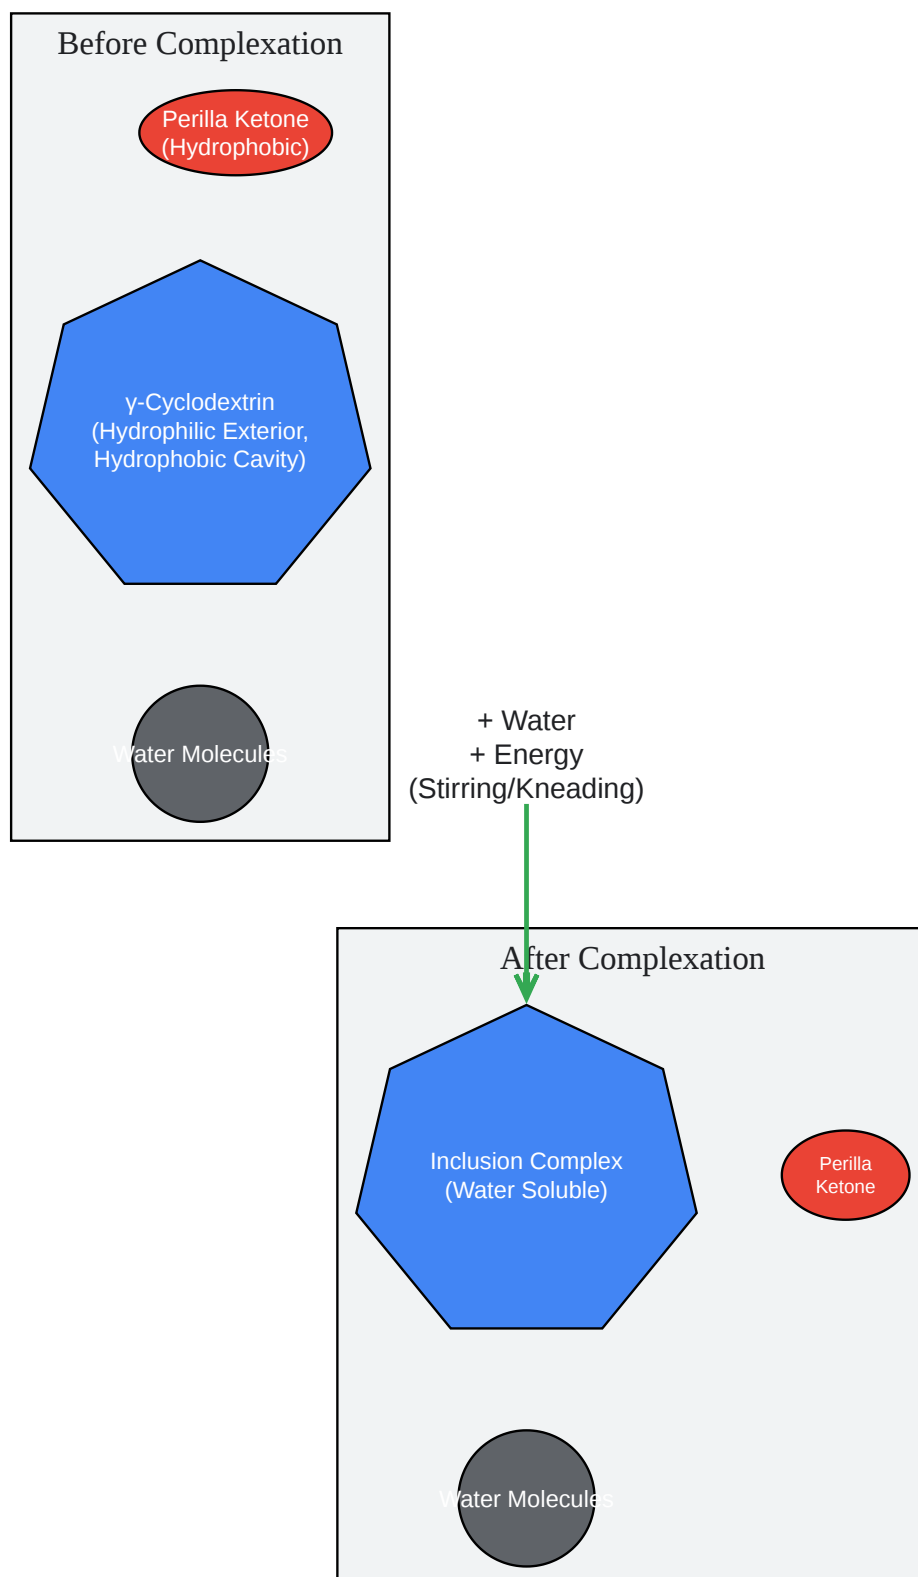 Before Complexation
Perilla Ketone
(Hydrophobic)
γ-Cyclodextrin
(Hydrophilic Exterior,
Hydrophobic Cavity)
Water Molecules
+ Water
+ Energy
(Stirring/Kneading)
After Complexation
Inclusion Complex
(Water Soluble)
Perilla
Ketone
Water Molecules